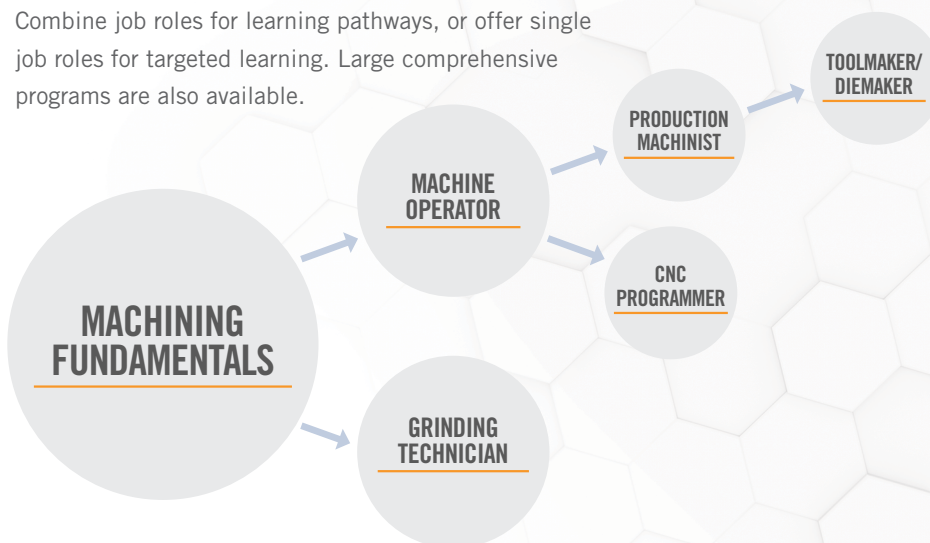 Combine job roles for learning pathways, or offer single
job roles for targeted learning. Large comprehensive
programs are also available.
TOOLMAKER/
DIEMAKER
PRODUCTION
MACHINIST
MACHINE
OPERATOR
CNC
PROGRAMMER
MACHINING
FUNDAMENTALS
GRINDING
TECHNICIAN